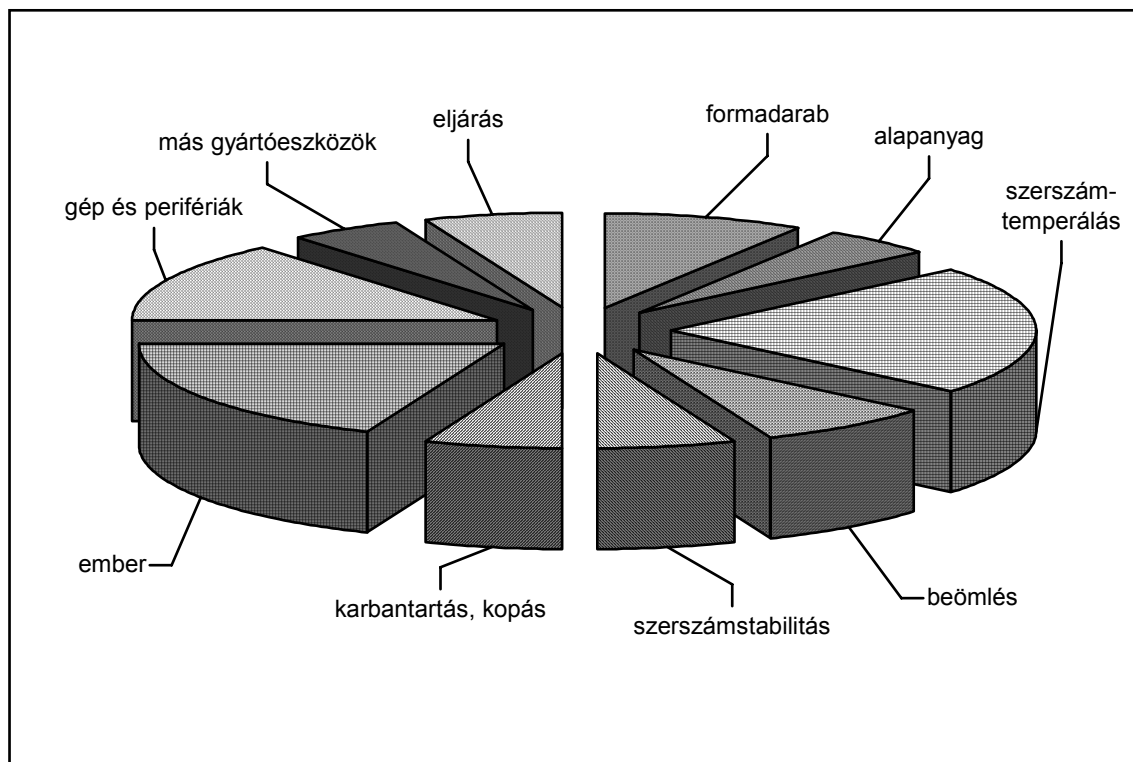 eljárás
formadarab
más gyártóeszközök
alapanyag
gép és perifériák
szerszám-
temperálás
ember
karbantartás, kopás
szerszámstabilitás
beömlés